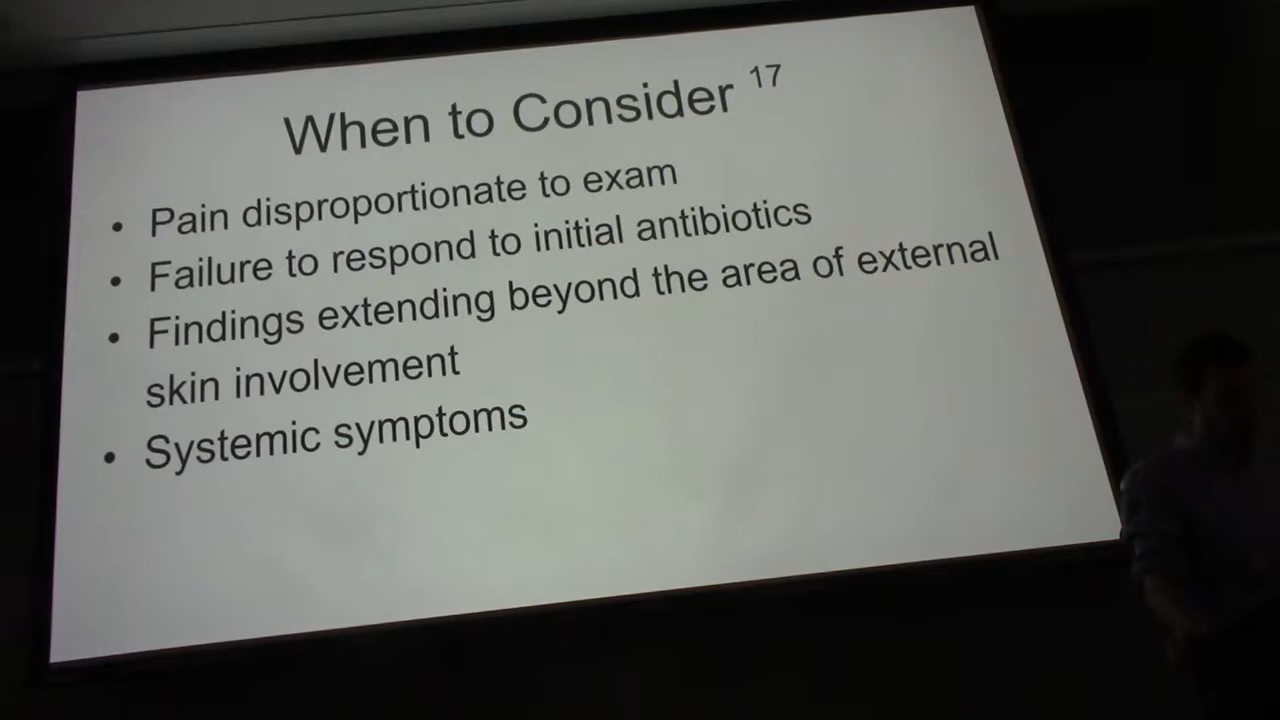 When to Consider 17
• Pain disproportionate to exam
• Failure to respond to initial antibiotics
• Findings extending beyond the area of external
skin involvement
• Systemic symptoms